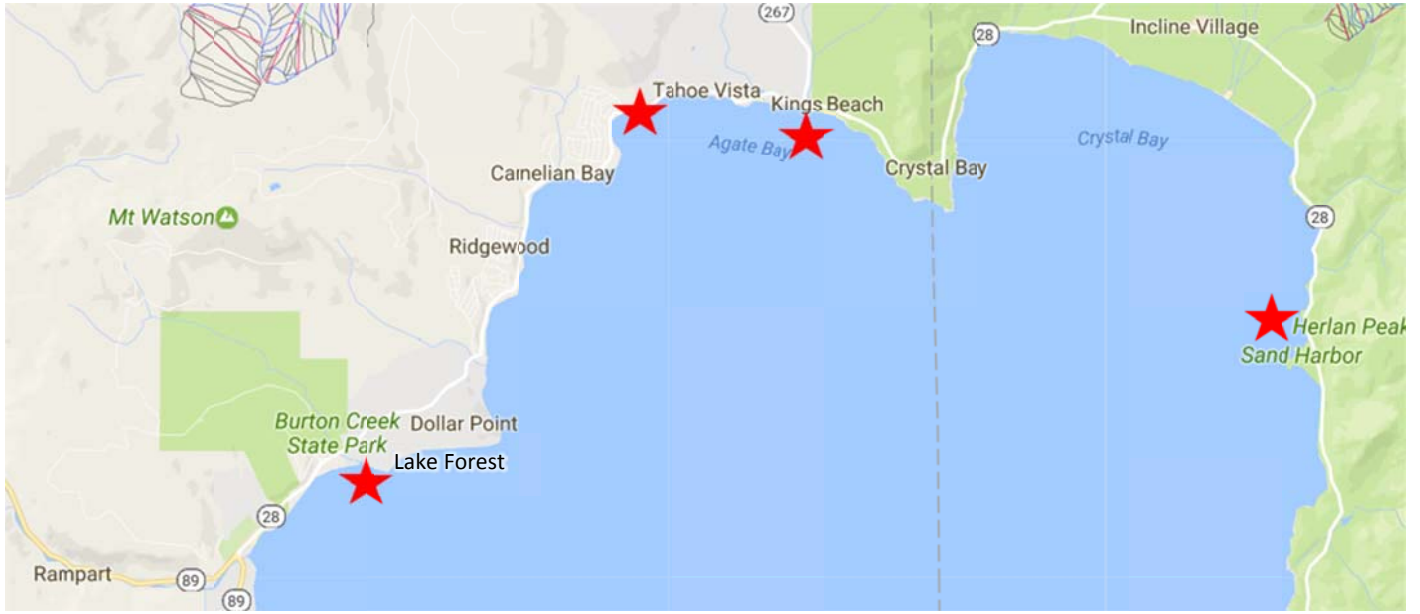 267
Incline Village
28
Tahoe Vista
Kings Beach
Agate Bay
Crystal Bay
Crystal Bay
Carnelian Bay
Mt Watson
28
Ridgewood
Herlan Peak
Sand Harbor
Burton Creek
State Park
Dollar Point
Lake Forest
28
Rampart
89
89